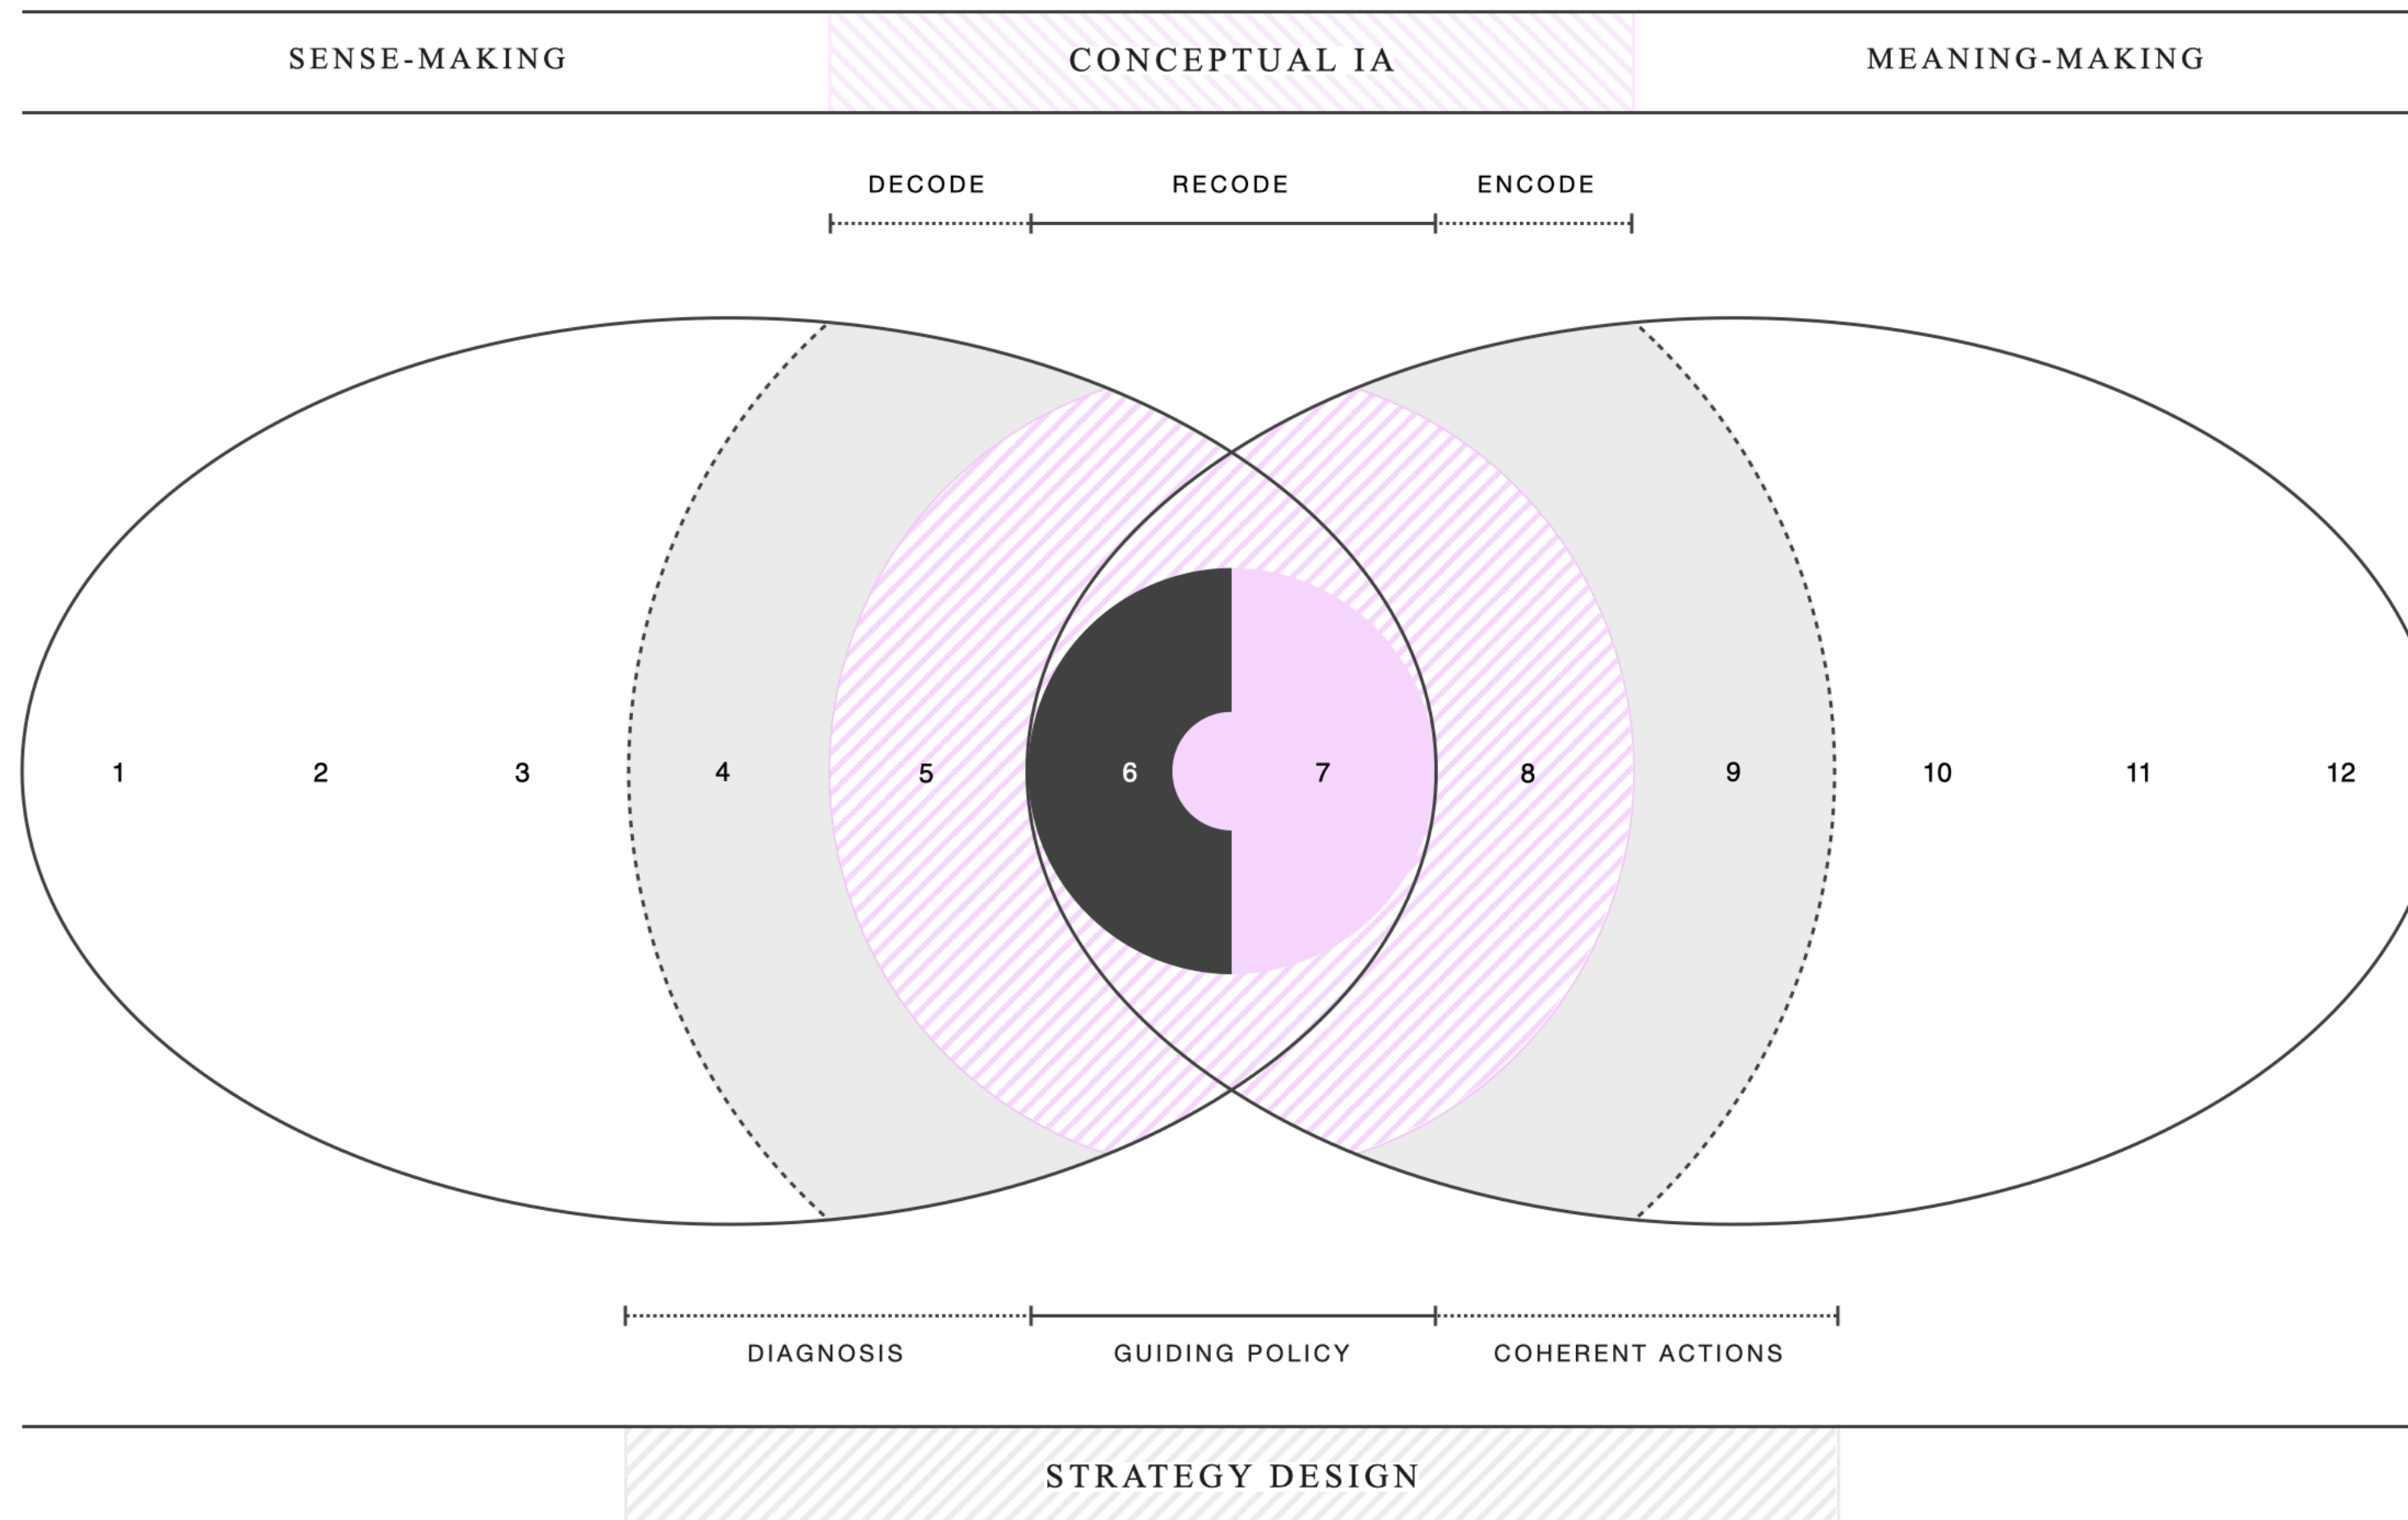 SENSE-MAKING CONCEPTUAL IA MEANING-MAKING
DECODE RECODE ENCODE
1 2 3 4 5 6 7 8 9 10 11 12
DIAGNOSIS GUIDING POLICY COHERENT ACTIONS
STRATEGY DESIGN